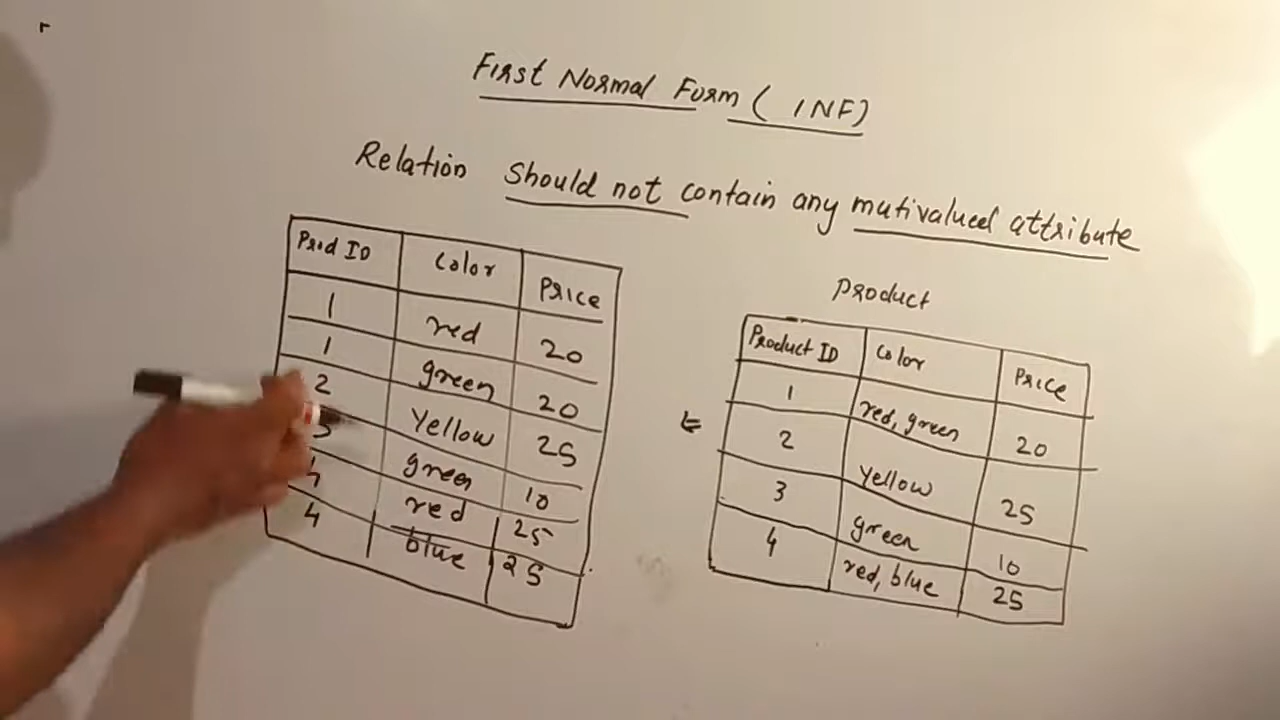 First Normal Form ( 1NF)
Relation should not contain any mutivalued attribute
Prod ID Color Price
1 red 20
1 green 20
2 Yellow 25
3 green 10
4 red 25
4 blue 25
Product
Product ID Color Price
1 red, green 20
2 Yellow 25
3 green 10
4 red, blue 25